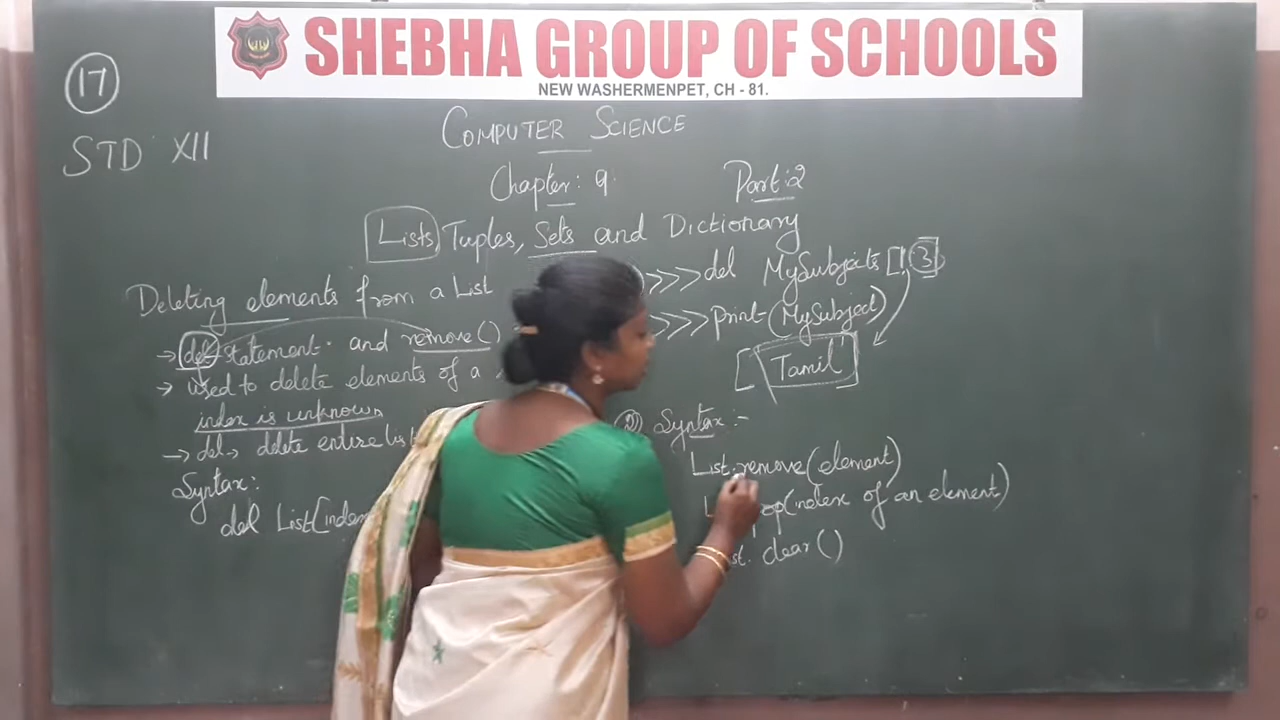 SHEBHA GROUP OF SCHOOLS
NEW WASHERMENPET, CH - 81.
17
STD XII
COMPUTER SCIENCE
Chapter: 9. Part:2
Lists, Tuples, Sets and Dictionary
Deleting elements from a List
→ del statement. and remove()
→ used to delete elements of a
index is unknown
→ del → delete entire list
Syntax:
del List[index
>>> del MySubjects [1 3]
>>> print (MySubject)
['Tamil'
② Syntax :-
List.remove(element)
pop(index of an element)
st. clear ()